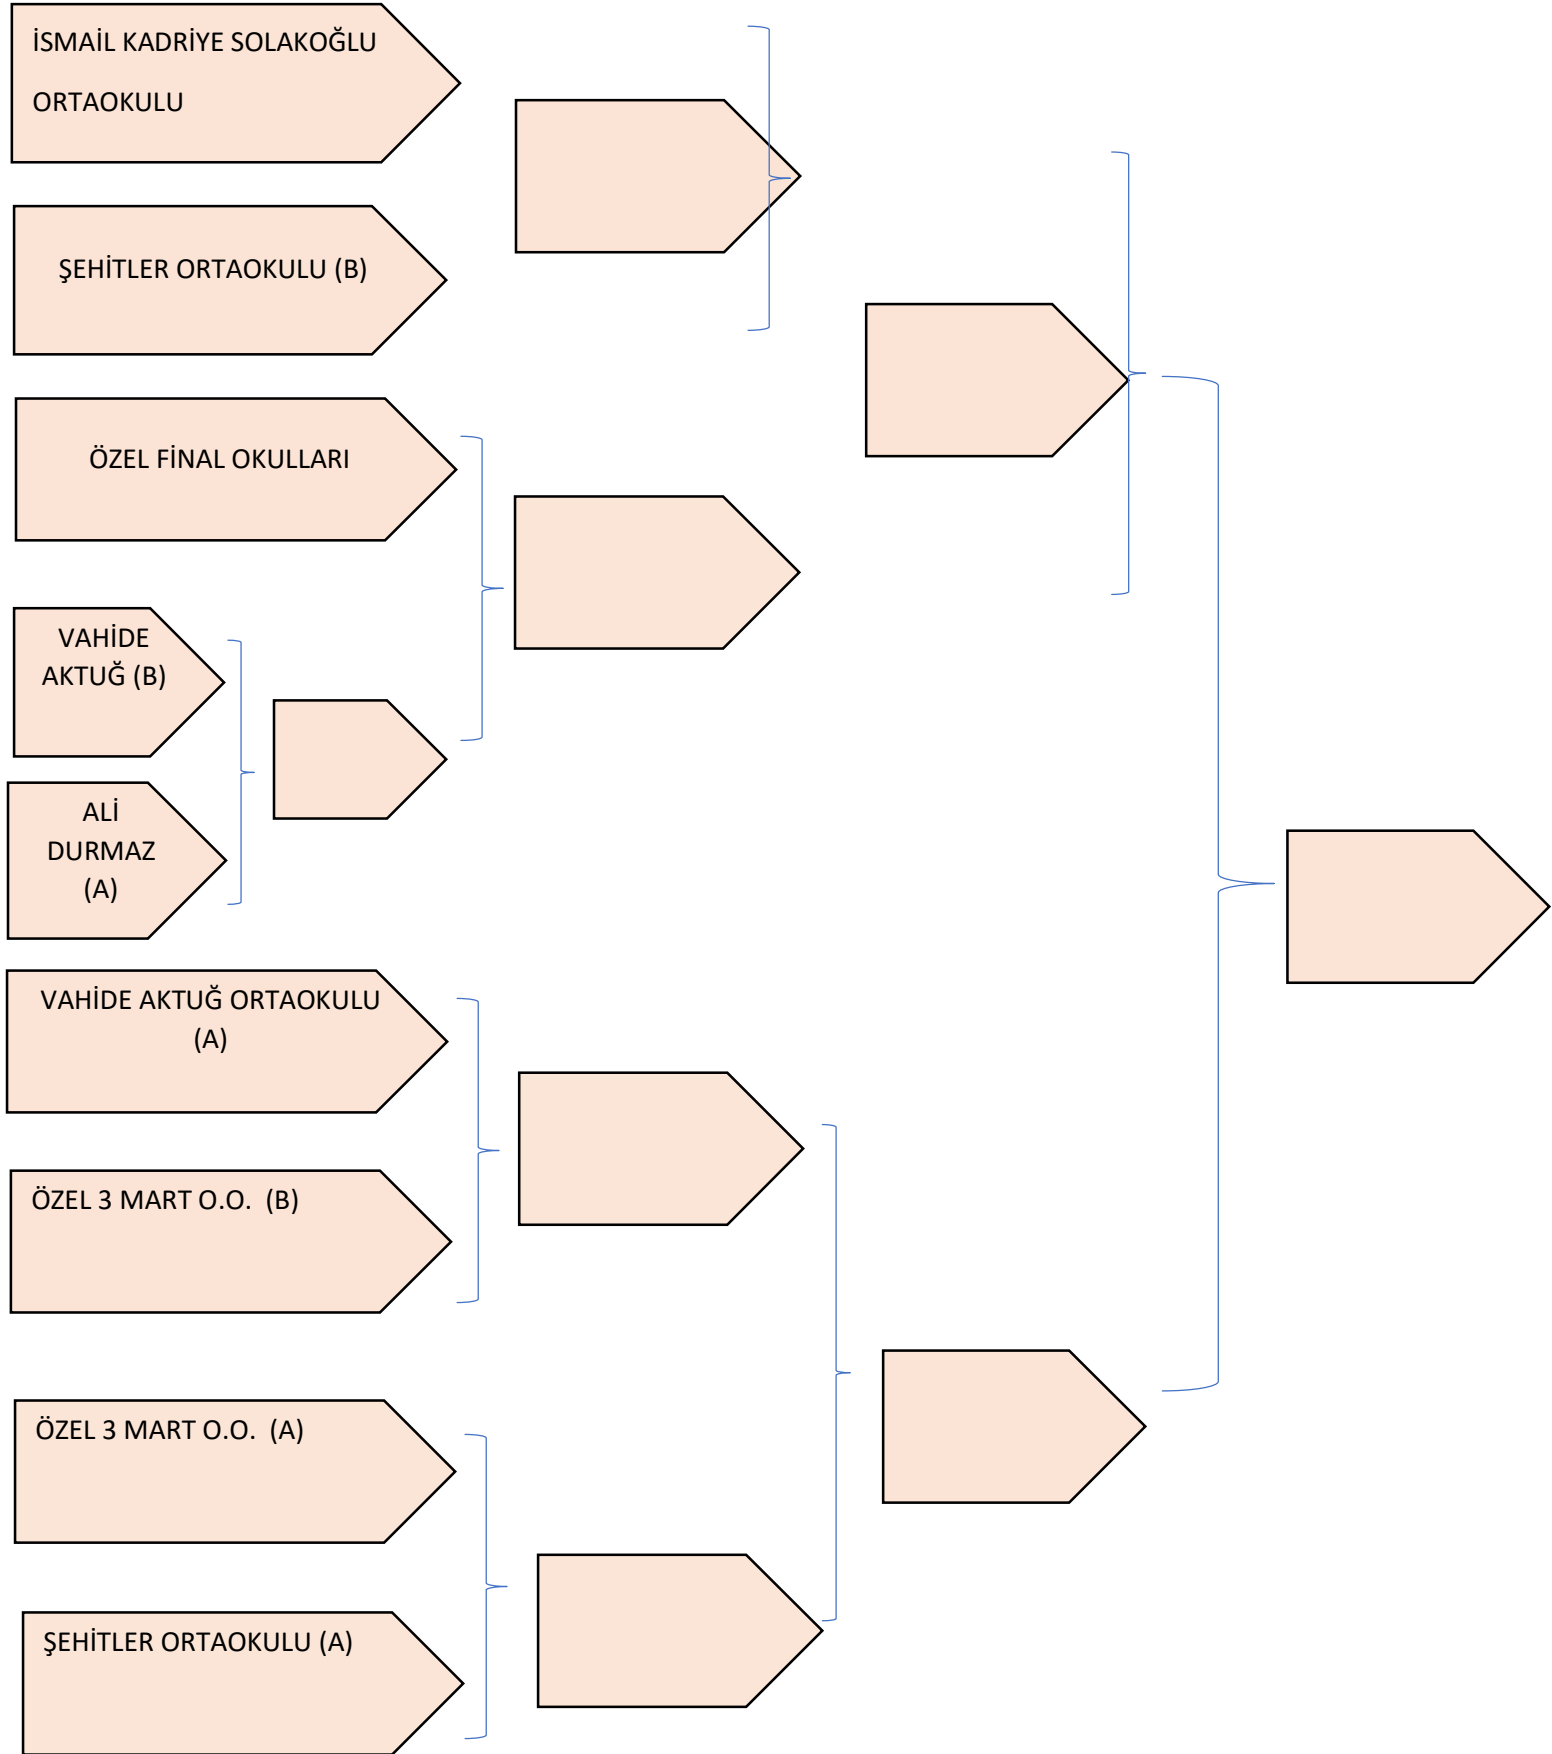 İSMAİL KADRİYE SOLAKOĞLU
ORTAOKULU
ŞEHİTLER ORTAOKULU (B)
ÖZEL FİNAL OKULLARI
VAHİDE
AKTUĞ (B)
ALİ
DURMAZ
(A)
VAHİDE AKTUĞ ORTAOKULU
(A)
ÖZEL 3 MART O.O. (B)
ÖZEL 3 MART O.O. (A)
ŞEHİTLER ORTAOKULU (A)